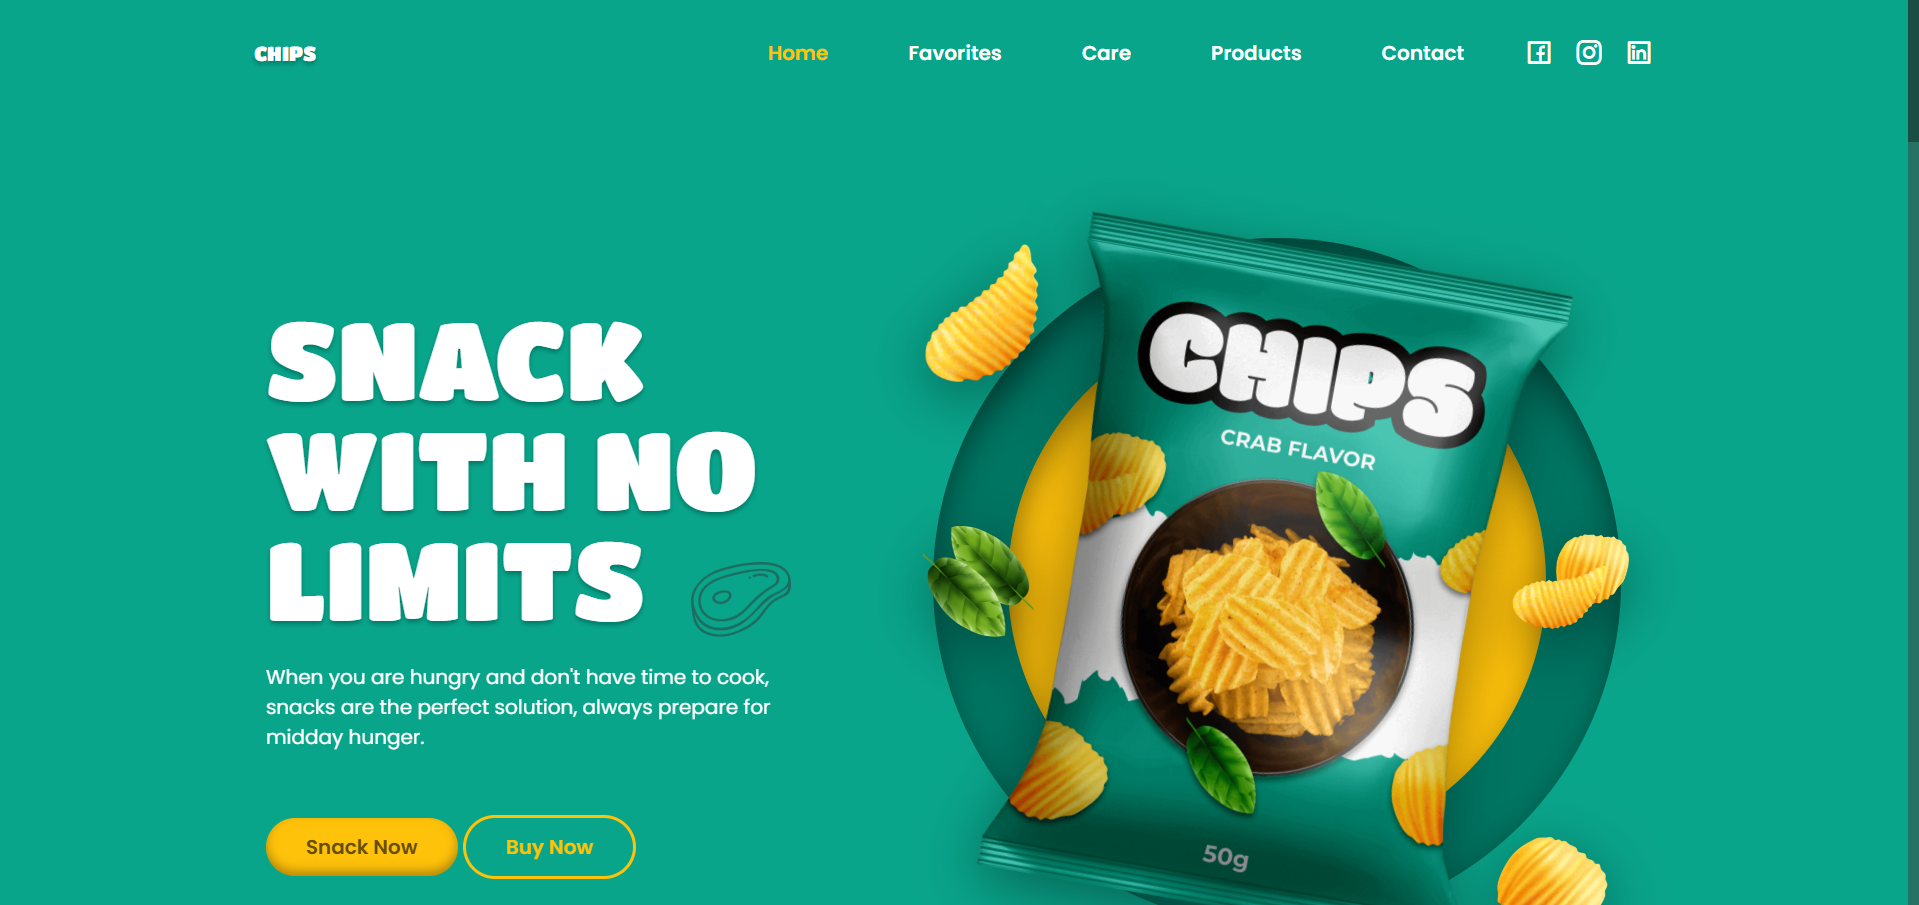 CHIPS
Home
Favorites
Care
Products
Contact
SNACK
WITH NO
LIMITS
When you are hungry and don't have time to cook,
snacks are the perfect solution, always prepare for
midday hunger.
Snack Now
Buy Now
CHIPS
CRAB FLAVOR
50g